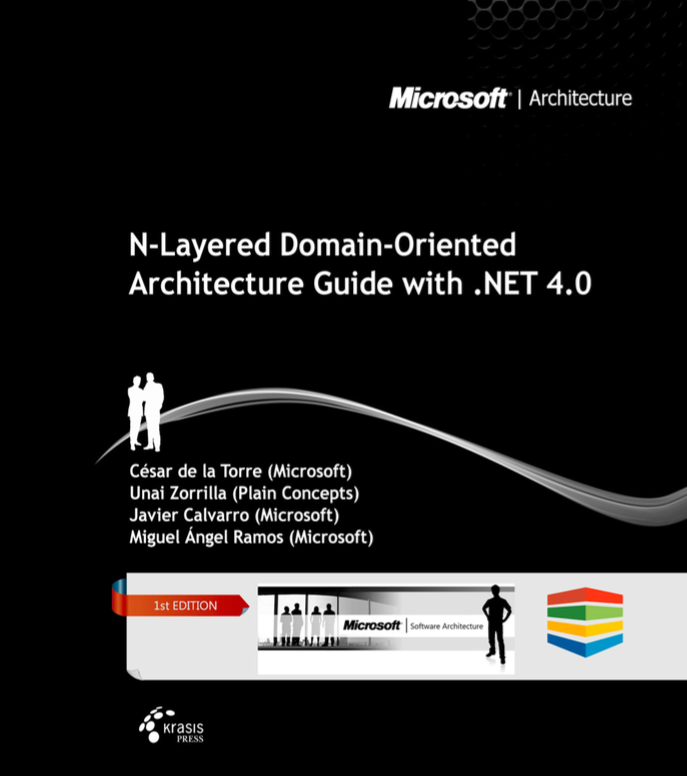 Microsoft | Architecture
N-Layered Domain-Oriented
Architecture Guide with .NET 4.0
César de la Torre (Microsoft)
Unai Zorrilla (Plain Concepts)
Javier Calvarro (Microsoft)
Miguel Ángel Ramos (Microsoft)
1st EDITION
Microsoft | Software Architecture
KRASIS
PRESS